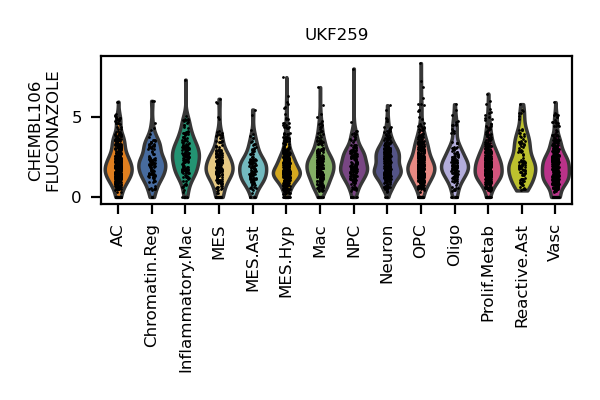 UKF259
CHEMBL106
FLUCONAZOLE
5
0
AC
Chromatin.Reg
Inflammatory.Mac
MES
MES.Ast
MES.Hyp
Mac
NPC
Neuron
OPC
Oligo
Prolif.Metab
Reactive.Ast
Vasc